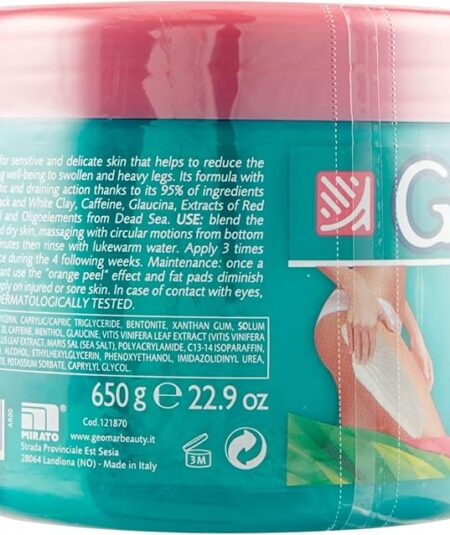 for sensitive and delicate skin that helps to reduce the
well-being to swollen and heavy legs. Its formula with
and draining action thanks to its 95% of ingredients
and White Clay, Caffeine, Glaucina, Extracts of Red
and Oligoelements from Dead Sea. USE: blend the
dry skin, massaging with circular motions from bottom
then rinse with lukewarm water. Apply 3 times
during the 4 following weeks. Maintenance: once a
use the "orange peel" effect and fat pads diminish
on injured or sore skin. In case of contact with eyes,
DERMATOLOGICALLY TESTED.
CAPRYLIC/CAPRIC TRIGLYCERIDE, BENTONITE, XANTHAN GUM, SOLUM
20, CAFFEINE, MENTHOL, GLAUCINE, VITIS VINIFERA LEAF EXTRACT (VITIS VINIFERA
LEAF EXTRACT, MARIS SAL (SEA SALT), POLYACRYLAMIDE, C13-14 ISOPARAFFIN,
ALCOHOL, ETHYLHEXYLGLYCERIN, PHENOXYETHANOL, IMIDAZOLIDINYL UREA,
POTASSIUM SORBATE, CAPRYLYL GLYCOL.
650 g ℮ 22.9 oz
MIRATO
Strada Provinciale Est Sesia
28064 Landiona (NO) - Made in Italy
Cod.121870
www.geomarbeauty.it
3M
G